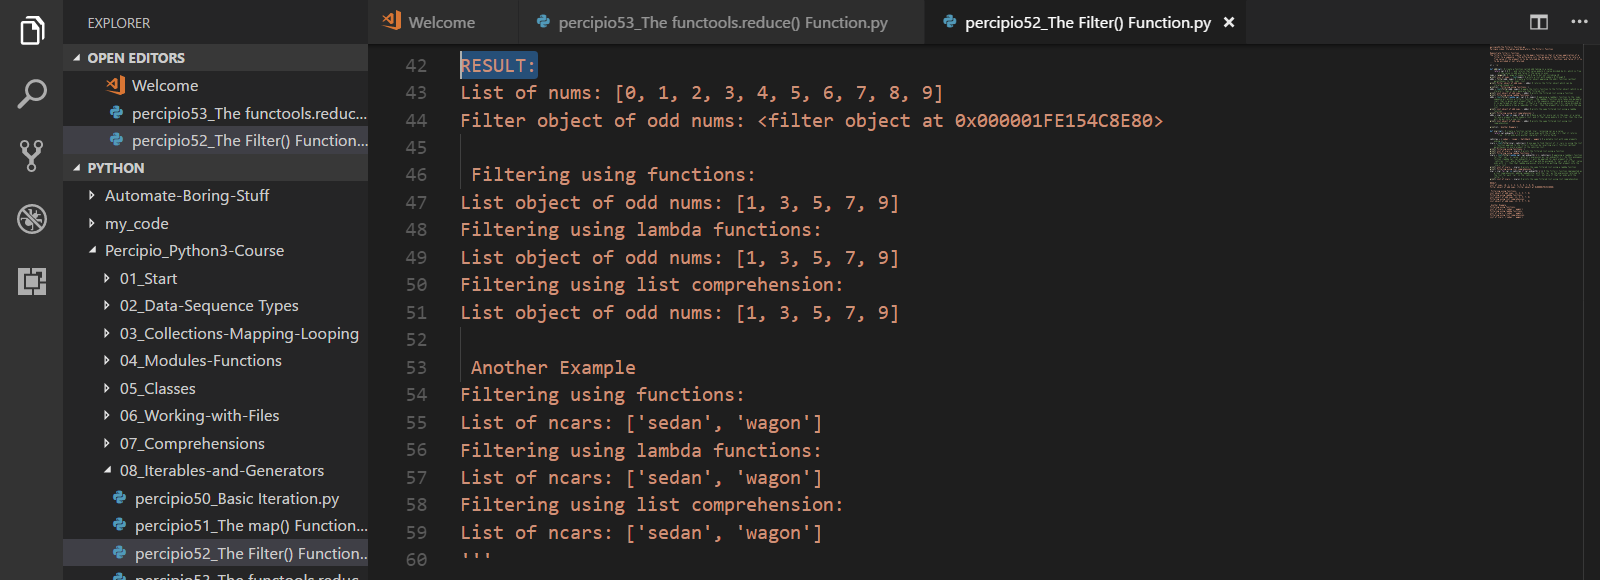 EXPLORER
OPEN EDITORS
Welcome
percipio53_The functools.reduc...
percipio52_The Filter() Function...
PYTHON
Automate-Boring-Stuff
my_code
Percipio_Python3-Course
01_Start
02_Data-Sequence Types
03_Collections-Mapping-Looping
04_Modules-Functions
05_Classes
06_Working-with-Files
07_Comprehensions
08_Iterables-and-Generators
percipio50_Basic Iteration.py
percipio51_The map() Function...
percipio52_The Filter() Function...
percipio53_The functools.reduc...
Welcome
percipio53_The functools.reduce() Function.py
percipio52_The Filter() Function.py
42 RESULT:
43 List of nums: [0, 1, 2, 3, 4, 5, 6, 7, 8, 9]
44 Filter object of odd nums: <filter object at 0x000001FE154C8E80>
45
46 Filtering using functions:
47 List object of odd nums: [1, 3, 5, 7, 9]
48 Filtering using lambda functions:
49 List object of odd nums: [1, 3, 5, 7, 9]
50 Filtering using list comprehension:
51 List object of odd nums: [1, 3, 5, 7, 9]
52
53 Another Example
54 Filtering using functions:
55 List of ncars: ['sedan', 'wagon']
56 Filtering using lambda functions:
57 List of ncars: ['sedan', 'wagon']
58 Filtering using list comprehension:
59 List of ncars: ['sedan', 'wagon']
60 '''